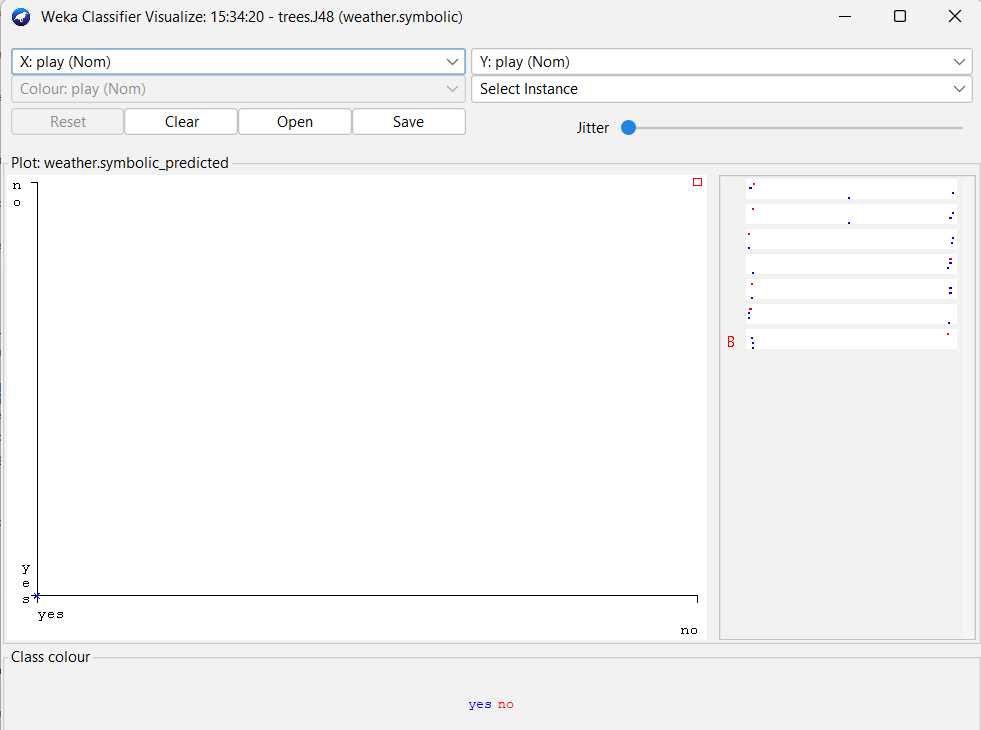 Weka Classifier Visualize: 15:34:20 - trees.J48 (weather.symbolic)
X: play (Nom)
Y: play (Nom)
Colour: play (Nom)
Select Instance
Reset
Clear
Open
Save
Jitter
Plot: weather.symbolic_predicted
n
o
y
e
s
yes
no
B
Class colour
yes no